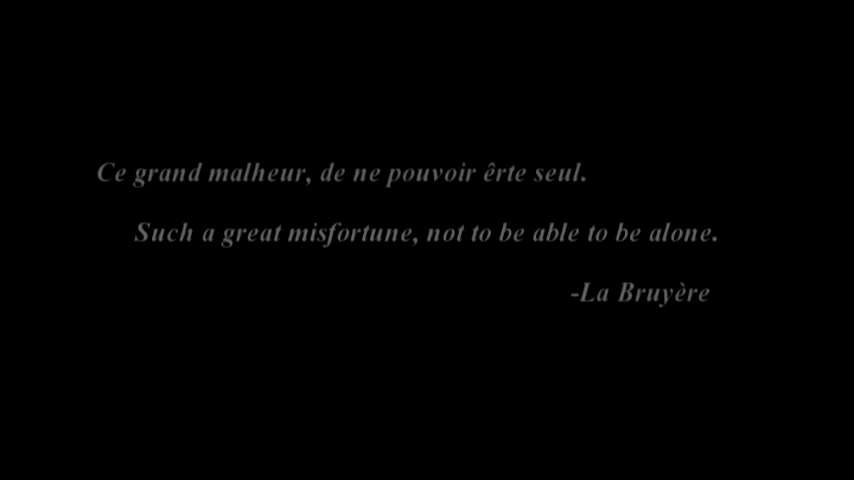 Ce grand malheur, de ne pouvoir êrte seul.
Such a great misfortune, not to be able to be alone.
-La Bruyère